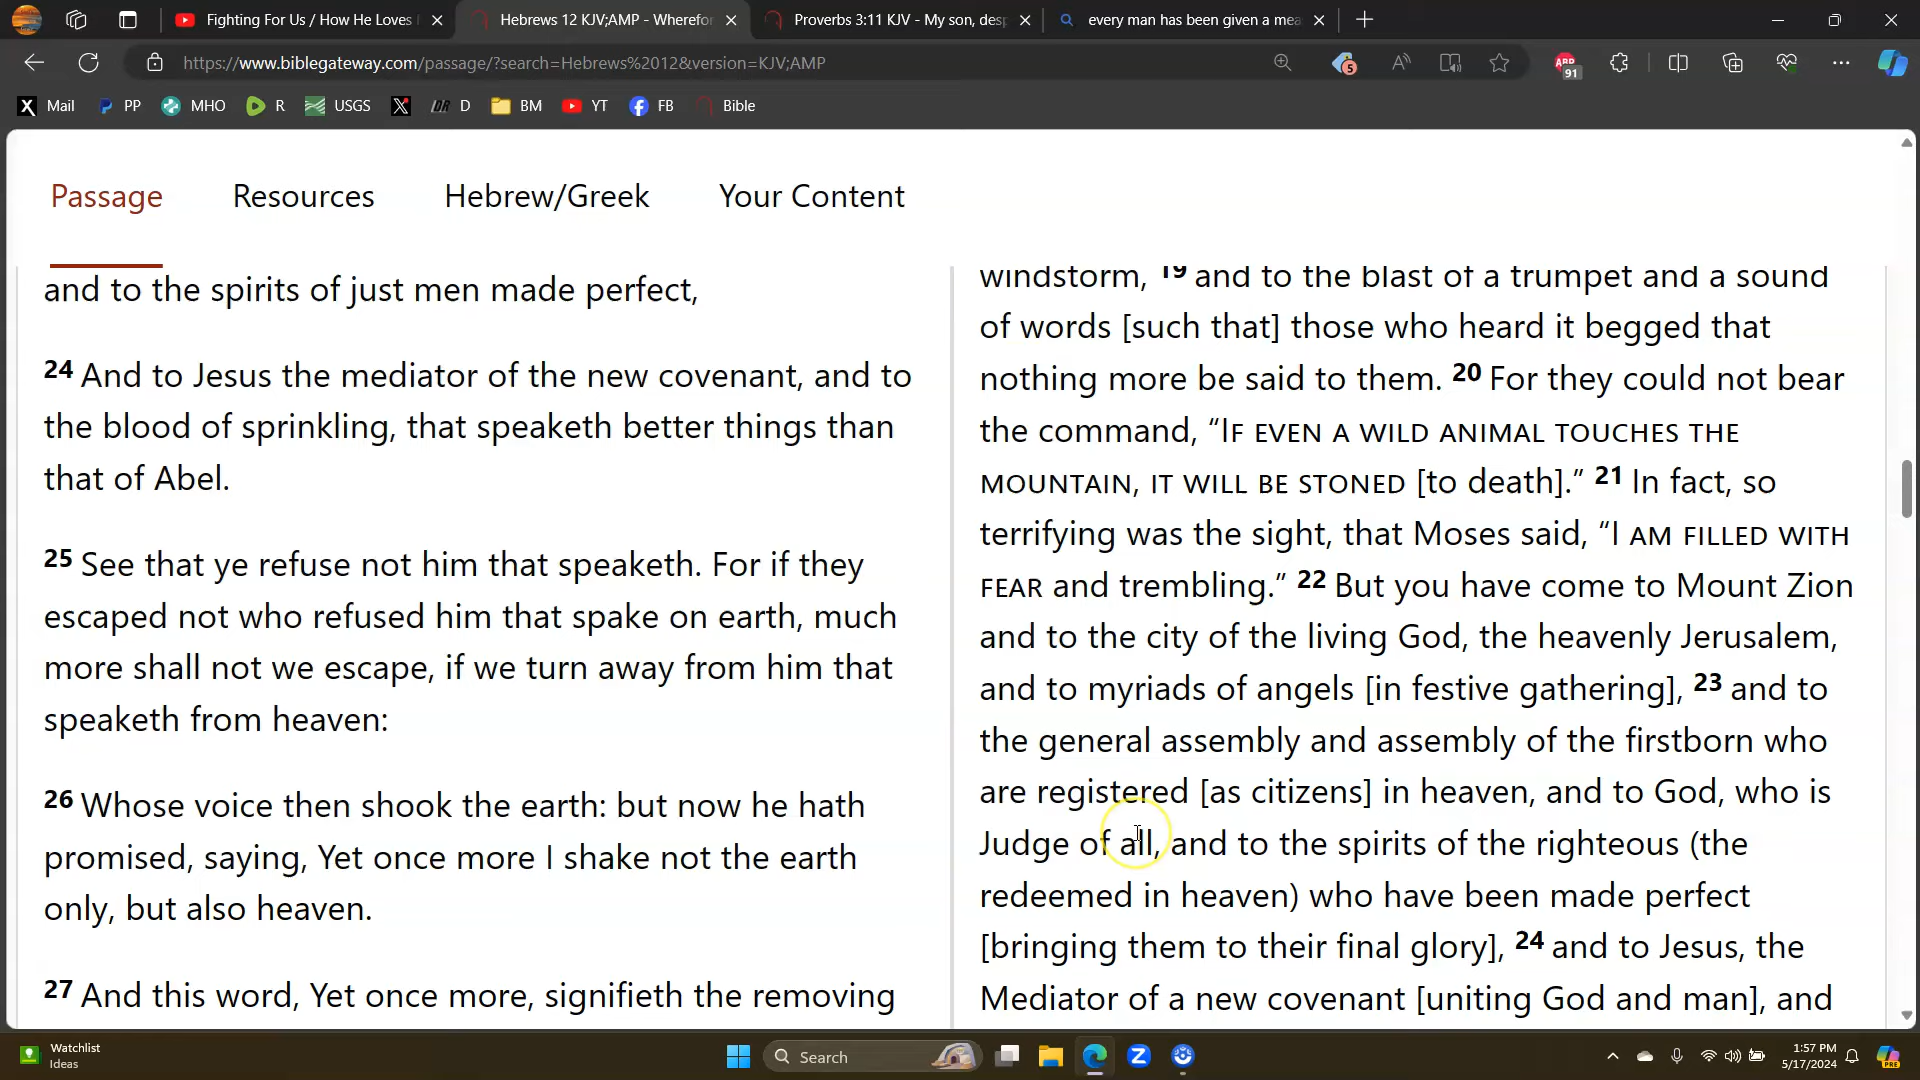 Fighting For Us / How He Loves
Hebrews 12 KJV;AMP - Wherefor
Proverbs 3:11 KJV - My son, desp
every man has been given a mea
https://www.biblegateway.com/passage/?search=Hebrews%2012&version=KJV;AMP
5
ABP
91
Mail
PP
MHO
R
USGS
D
BM
YT
FB
Bible
Passage
Resources
Hebrew/Greek
Your Content
and to the spirits of just men made perfect,
24 And to Jesus the mediator of the new covenant, and to
the blood of sprinkling, that speaketh better things than
that of Abel.
25 See that ye refuse not him that speaketh. For if they
escaped not who refused him that spake on earth, much
more shall not we escape, if we turn away from him that
speaketh from heaven:
26 Whose voice then shook the earth: but now he hath
promised, saying, Yet once more I shake not the earth
only, but also heaven.
27 And this word, Yet once more, signifieth the removing
windstorm, 19 and to the blast of a trumpet and a sound
of words [such that] those who heard it begged that
nothing more be said to them. 20 For they could not bear
the command, “IF EVEN A WILD ANIMAL TOUCHES THE
MOUNTAIN, IT WILL BE STONED [to death].” 21 In fact, so
terrifying was the sight, that Moses said, “I AM FILLED WITH
FEAR and trembling.” 22 But you have come to Mount Zion
and to the city of the living God, the heavenly Jerusalem,
and to myriads of angels [in festive gathering], 23 and to
the general assembly and assembly of the firstborn who
are registered [as citizens] in heaven, and to God, who is
Judge of all, and to the spirits of the righteous (the
redeemed in heaven) who have been made perfect
[bringing them to their final glory], 24 and to Jesus, the
Mediator of a new covenant [uniting God and man], and
Watchlist
Ideas
Search
1:57 PM
5/17/2024